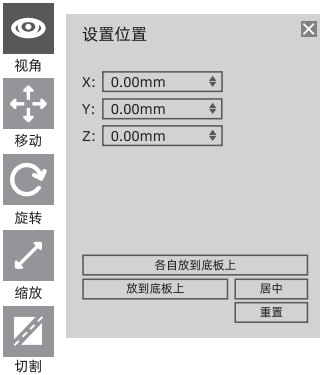 视角
移动
旋转
缩放
切割
设置位置
X: 0.00mm
Y: 0.00mm
Z: 0.00mm
各自放到底板上
放到底板上 居中
重置